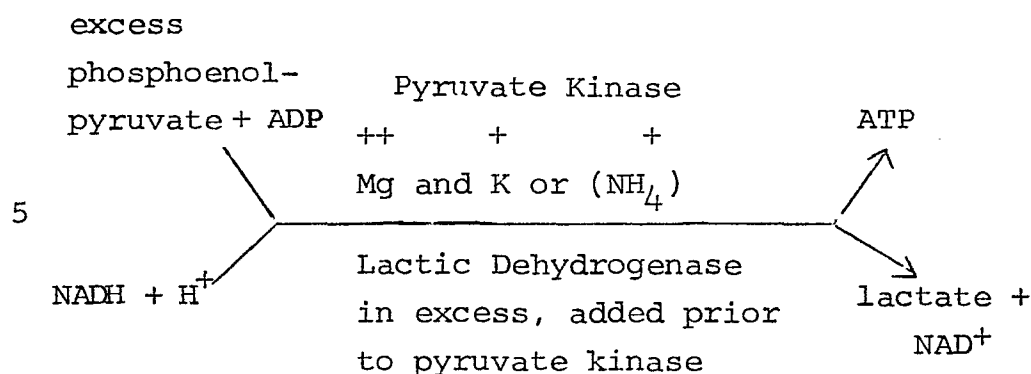 excess
phosphoenol-
pyruvate + ADP
Pyruvate Kinase
++ + +
Mg and K or (NH4)
ATP
5
NADH + H+
Lactic Dehydrogenase
in excess, added prior
to pyruvate kinase
lactate +
NAD+